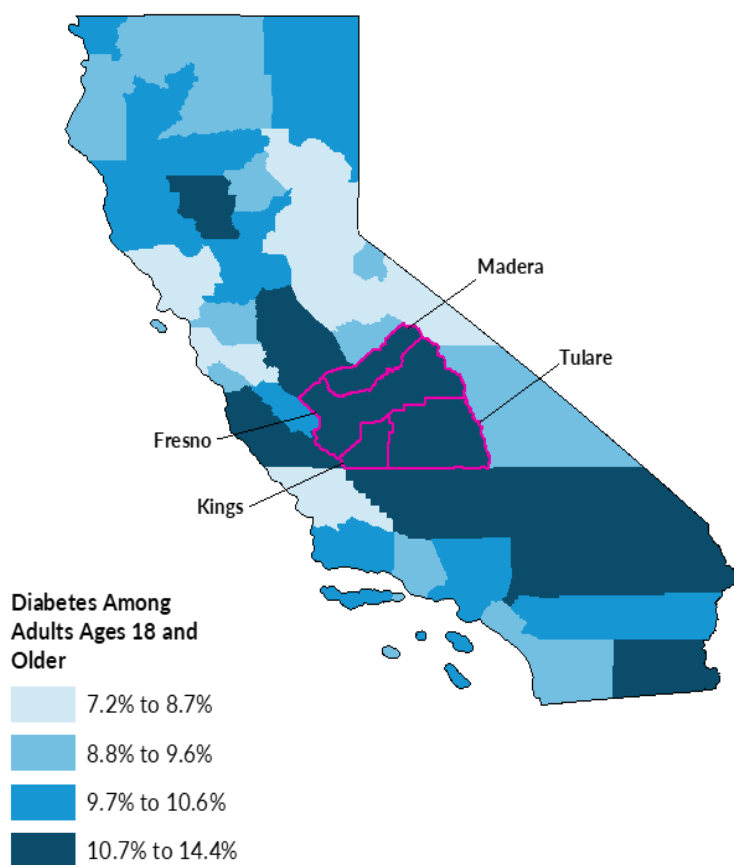 Madera
Tulare
Fresno
Kings
Diabetes Among
Adults Ages 18 and
Older
7.2% to 8.7%
8.8% to 9.6%
9.7% to 10.6%
10.7% to 14.4%